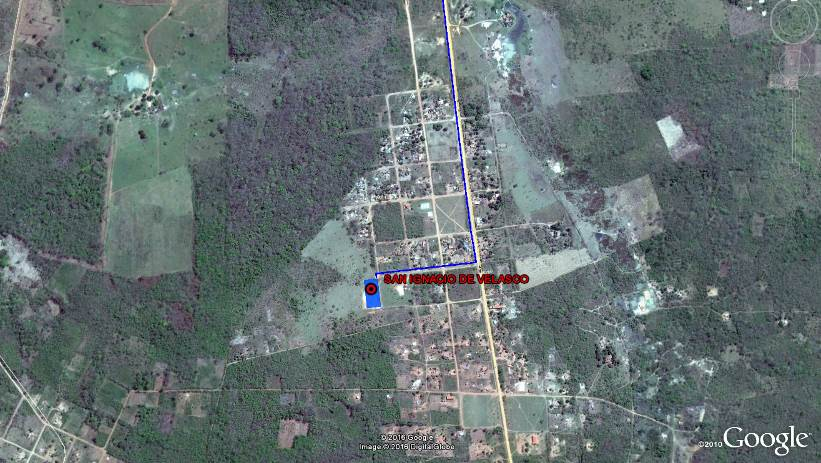 SAN IGNACIO DE VELASCO
© 2016 Google
Image © 2016 DigitalGlobe
©2010 Google